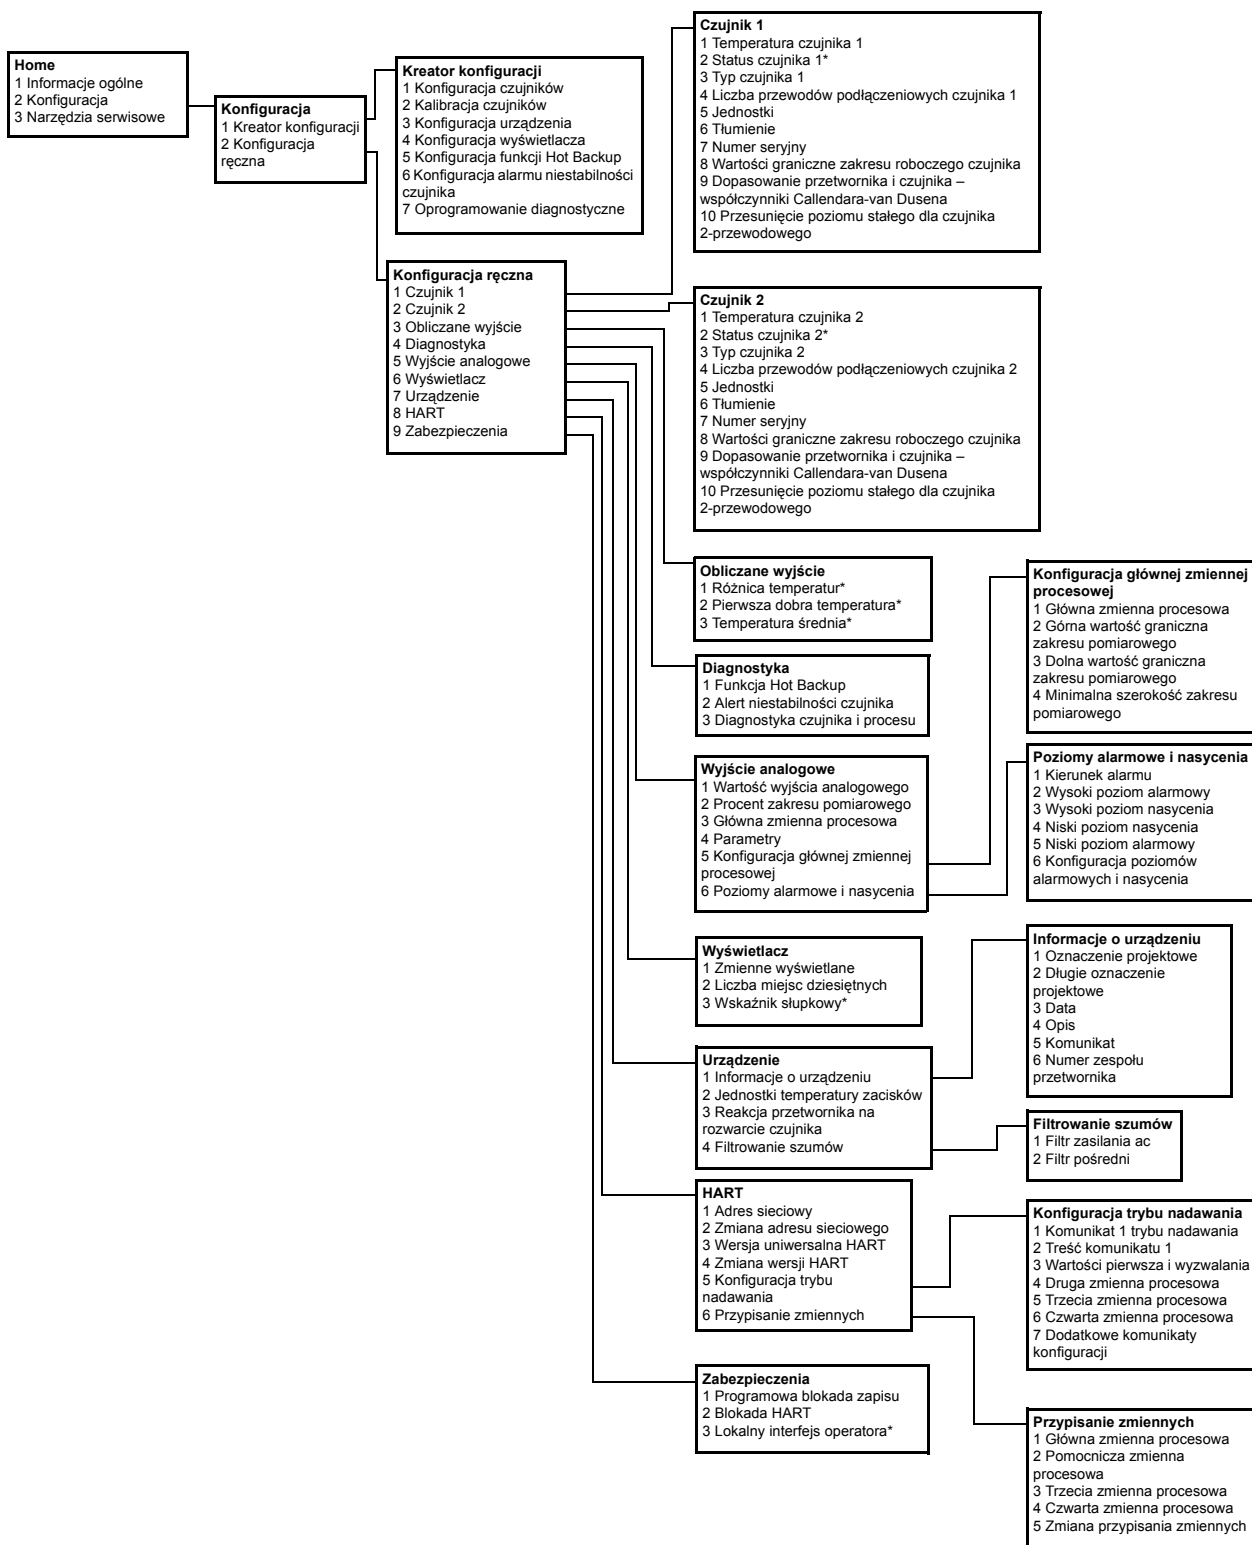 Home
1 Informacje ogólne
2 Konfiguracja
3 Narzędzia serwisowe
Konfiguracja
1 Kreator konfiguracji
2 Konfiguracja
ręczna
Kreator konfiguracji
1 Konfiguracja czujników
2 Kalibracja czujników
3 Konfiguracja urządzenia
4 Konfiguracja wyświetlacza
5 Konfiguracja funkcji Hot Backup
6 Konfiguracja alarmu niestabilności
czujnika
7 Oprogramowanie diagnostyczne
Konfiguracja ręczna
1 Czujnik 1
2 Czujnik 2
3 Obliczane wyjście
4 Diagnostyka
5 Wyjście analogowe
6 Wyświetlacz
7 Urządzenie
8 HART
9 Zabezpieczenia
Czujnik 1
1 Temperatura czujnika 1
2 Status czujnika 1*
3 Typ czujnika 1
4 Liczba przewodów podłączeniowych czujnika 1
5 Jednostki
6 Tłumienie
7 Numer seryjny
8 Wartości graniczne zakresu roboczego czujnika
9 Dopasowanie przetwornika i czujnika –
współczynniki Callendara-van Dusena
10 Przesunięcie poziomu stałego dla czujnika
2-przewodowego
Czujnik 2
1 Temperatura czujnika 2
2 Status czujnika 2*
3 Typ czujnika 2
4 Liczba przewodów podłączeniowych czujnika 2
5 Jednostki
6 Tłumienie
7 Numer seryjny
8 Wartości graniczne zakresu roboczego czujnika
9 Dopasowanie przetwornika i czujnika –
współczynniki Callendara-van Dusena
10 Przesunięcie poziomu stałego dla czujnika
2-przewodowego
Obliczane wyjście
1 Różnica temperatur*
2 Pierwsza dobra temperatura*
3 Temperatura średnia*
Diagnostyka
1 Funkcja Hot Backup
2 Alert niestabilności czujnika
3 Diagnostyka czujnika i procesu
Wyjście analogowe
1 Wartość wyjścia analogowego
2 Procent zakresu pomiarowego
3 Główna zmienna procesowa
4 Parametry
5 Konfiguracja głównej zmiennej
procesowej
6 Poziomy alarmowe i nasycenia
Wyświetlacz
1 Zmienne wyświetlane
2 Liczba miejsc dziesiętnych
3 Wskaźnik słupkowy*
Urządzenie
1 Informacje o urządzeniu
2 Jednostki temperatury zacisków
3 Reakcja przetwornika na
rozwarcie czujnika
4 Filtrowanie szumów
HART
1 Adres sieciowy
2 Zmiana adresu sieciowego
3 Wersja uniwersalna HART
4 Zmiana wersji HART
5 Konfiguracja trybu
nadawania
6 Przypisanie zmiennych
Zabezpieczenia
1 Programowa blokada zapisu
2 Blokada HART
3 Lokalny interfejs operatora*
Konfiguracja głównej zmiennej
procesowej
1 Główna zmienna procesowa
2 Górna wartość graniczna
zakresu pomiarowego
3 Dolna wartość graniczna
zakresu pomiarowego
4 Minimalna szerokość zakresu
pomiarowego
Poziomy alarmowe i nasycenia
1 Kierunek alarmu
2 Wysoki poziom alarmowy
3 Wysoki poziom nasycenia
4 Niski poziom nasycenia
5 Niski poziom alarmowy
6 Konfiguracja poziomów
alarmowych i nasycenia
Informacje o urządzeniu
1 Oznaczenie projektowe
2 Długie oznaczenie
projektowe
3 Data
4 Opis
5 Komunikat
6 Numer zespołu
przetwornika
Filtrowanie szumów
1 Filtr zasilania ac
2 Filtr pośredni
Konfiguracja trybu nadawania
1 Komunikat 1 trybu nadawania
2 Treść komunikatu 1
3 Wartości pierwsza i wyzwalania
4 Druga zmienna procesowa
5 Trzecia zmienna procesowa
6 Czwarta zmienna procesowa
7 Dodatkowe komunikaty
konfiguracji
Przypisanie zmiennych
1 Główna zmienna procesowa
2 Pomocnicza zmienna
procesowa
3 Trzecia zmienna procesowa
4 Czwarta zmienna procesowa
5 Zmiana przypisania zmiennych